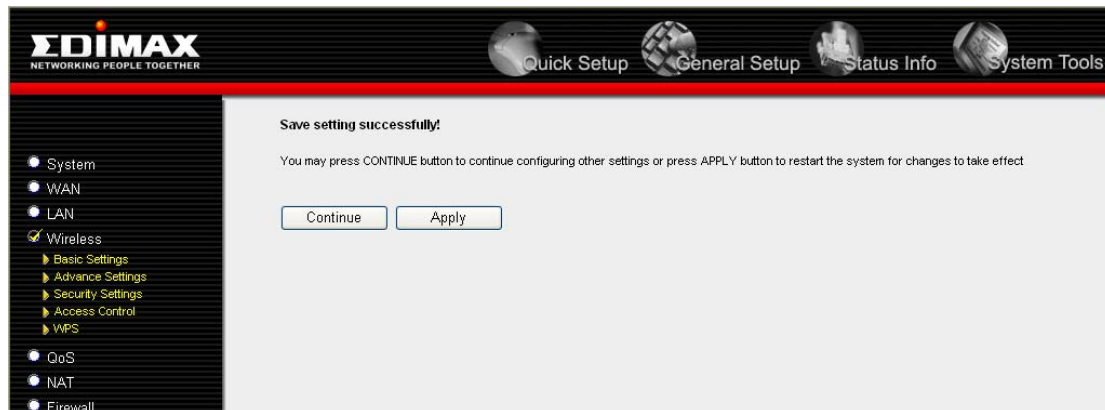 EDIMAX
NETWORKING PEOPLE TOGETHER
Quick Setup
General Setup
Status Info
System Tools
System
WAN
LAN
Wireless
Basic Settings
Advance Settings
Security Settings
Access Control
WPS
QoS
NAT
Firewall
Save setting successfully!
You may press CONTINUE button to continue configuring other settings or press APPLY button to restart the system for changes to take effect
Continue
Apply